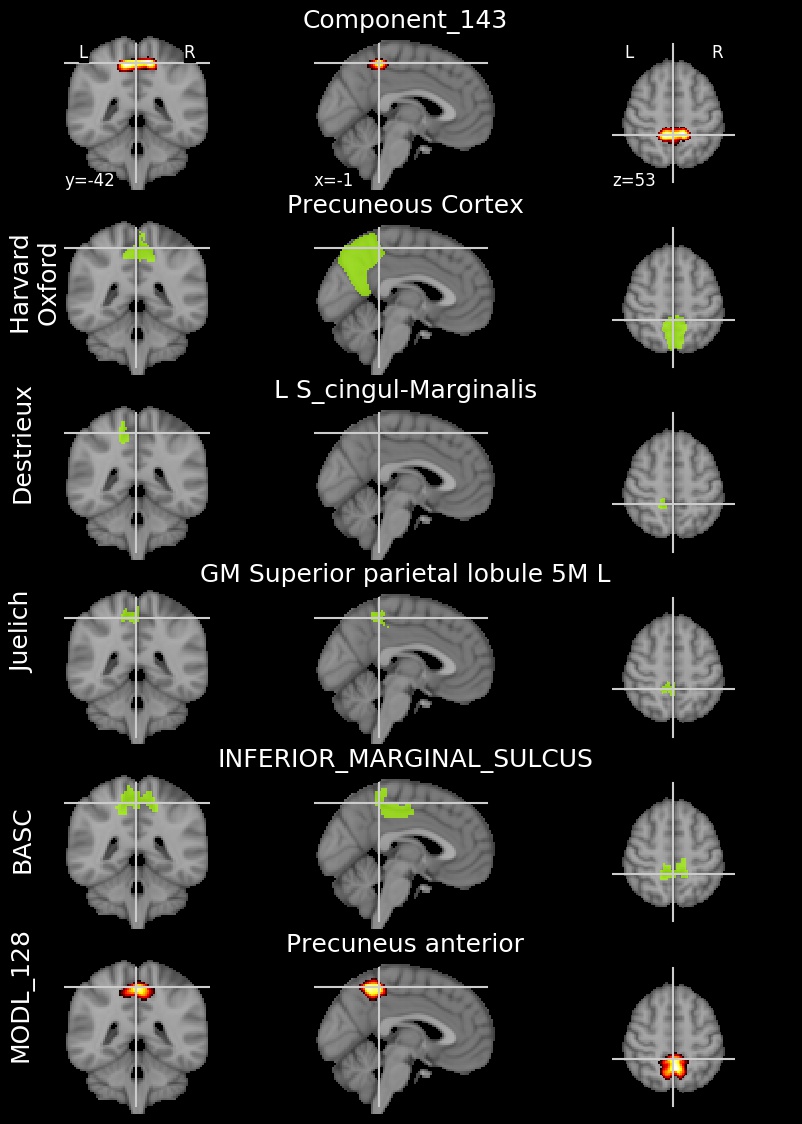 Component_143
L R L R
y=-42 x=-1 z=53
Precuneous Cortex
Harvard
Oxford
L S_cingul-Marginalis
Destrieux
GM Superior parietal lobule 5M L
Juelich
INFERIOR_MARGINAL_SULCUS
BASC
Precuneus anterior
MODL_128